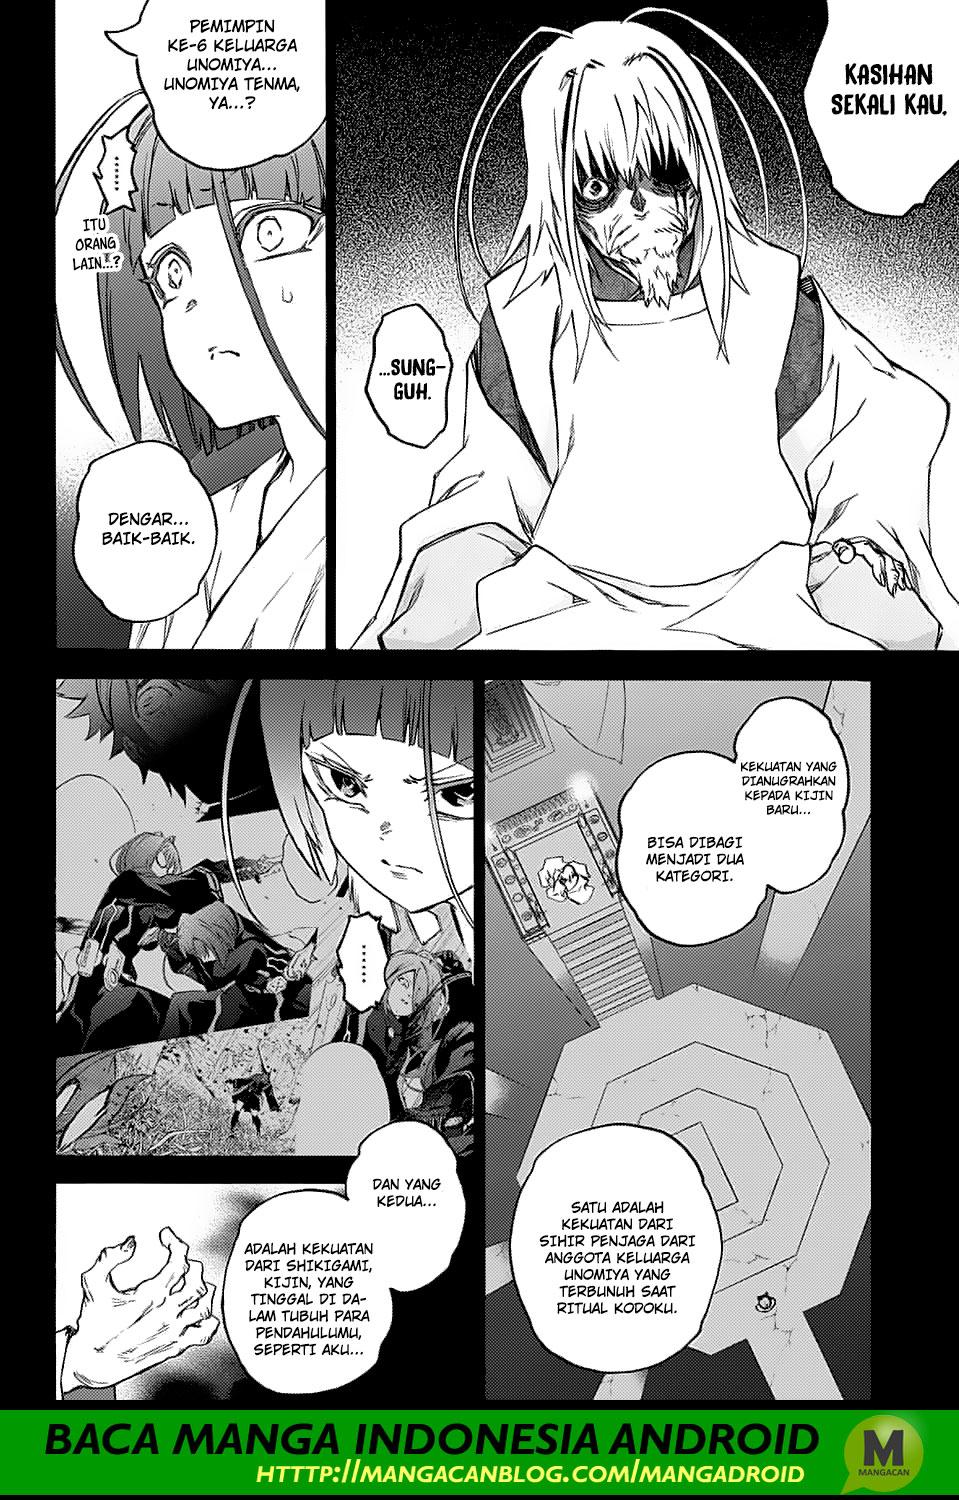 KASIHAN
SEKALI KAU.
...SUNG-
GUH.
PEMIMPIN
KE-6 KELUARGA
UNOMIYA...
UNOMIYA TENMA,
YA...?
........
ITU
ORANG
LAIN...?
DENGAR...
BAIK-BAIK.
KEKUATAN YANG
DIANUGRAHKAN
KEPADA KIJIN
BARU...
BISA DIBAGI
MENJADI DUA
KATEGORI.
SATU ADALAH
KEKUATAN DARI
SIHIR PENJAGA DARI
ANGGOTA KELUARGA
UNOMIYA YANG
TERBUNUH SAAT
RITUAL KODOKU.
........
DAN YANG
KEDUA...
ADALAH KEKUATAN
DARI SHIKIGAMI,
KIJIN, YANG
TINGGAL DI DA-
LAM TUBUH PARA
PENDAHULUMU,
SEPERTI AKU...
BACA MANGA INDONESIA ANDROID
HTTTP://MANGACANBLOG.COM/MANGADROID
M
MANGACAN